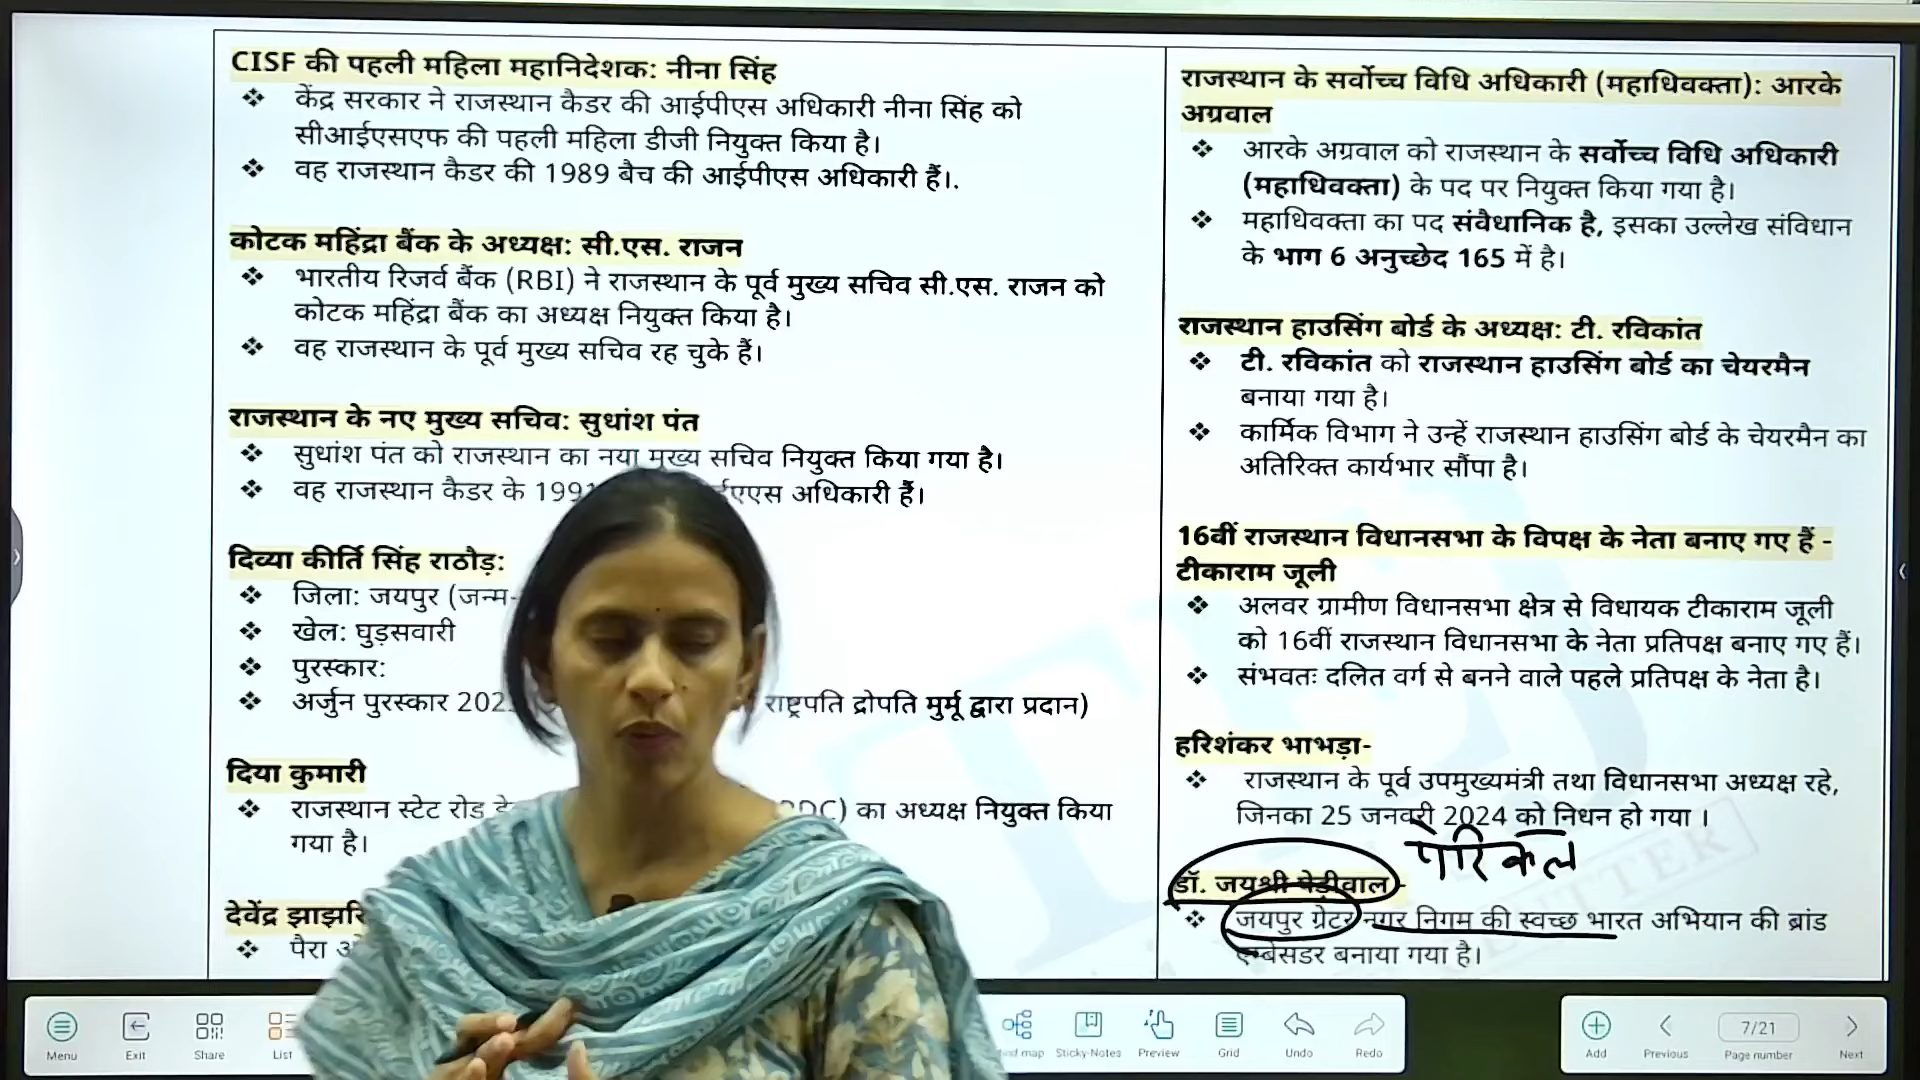 CISF की पहली महिला महानिदेशक: नीना सिंह
❖ केंद्र सरकार ने राजस्थान कैडर की आईपीएस अधिकारी नीना सिंह को
सीआईएसएफ की पहली महिला डीजी नियुक्त किया है।
❖ वह राजस्थान कैडर की 1989 बैच की आईपीएस अधिकारी हैं।.
कोटक महिंद्रा बैंक के अध्यक्ष: सी.एस. राजन
❖ भारतीय रिजर्व बैंक (RBI) ने राजस्थान के पूर्व मुख्य सचिव सी.एस. राजन को
कोटक महिंद्रा बैंक का अध्यक्ष नियुक्त किया है।
❖ वह राजस्थान के पूर्व मुख्य सचिव रह चुके हैं।
राजस्थान के नए मुख्य सचिव: सुधांश पंत
❖ सुधांश पंत को राजस्थान का नया मुख्य सचिव नियुक्त किया गया है।
❖ वह राजस्थान कैडर के 1991 अधिकारी हैं।
दिव्या कीर्ति सिंह राठौड़:
❖ जिला: जयपुर (जन्म-
❖ खेल: घुड़सवारी
❖ पुरस्कार:
❖ अर्जुन पुरस्कार राष्ट्रपति द्रोपति मुर्मू द्वारा प्रदान)
दिया कुमारी
❖ राजस्थान स्टेट रोड का अध्यक्ष नियुक्त किया
गया है।
देवेंद्र
❖ पैरा
राजस्थान के सर्वोच्च विधि अधिकारी (महाधिवक्ता): आरके
अग्रवाल
❖ आरके अग्रवाल को राजस्थान के सर्वोच्च विधि अधिकारी
(महाधिवक्ता) के पद पर नियुक्त किया गया है।
❖ महाधिवक्ता का पद संवैधानिक है, इसका उल्लेख संविधान
के भाग 6 अनुच्छेद 165 में है।
राजस्थान हाउसिंग बोर्ड के अध्यक्ष: टी. रविकांत
❖ टी. रविकांत को राजस्थान हाउसिंग बोर्ड का चेयरमैन
बनाया गया है।
❖ कार्मिक विभाग ने उन्हें राजस्थान हाउसिंग बोर्ड के चेयरमैन का
अतिरिक्त कार्यभार सौंपा है।
16वीं राजस्थान विधानसभा के विपक्ष के नेता बनाए गए हैं -
टीकाराम जूली
❖ अलवर ग्रामीण विधानसभा क्षेत्र से विधायक टीकाराम जूली
को 16वीं राजस्थान विधानसभा के नेता प्रतिपक्ष बनाए गए हैं।
❖ संभवतः दलित वर्ग से बनने वाले पहले प्रतिपक्ष के नेता है।
हरिशंकर भाभड़ा-
❖ राजस्थान के पूर्व उपमुख्यमंत्री तथा विधानसभा अध्यक्ष रहे,
जिनका 25 जनवरी 2024 को निधन हो गया ।
डॉ. जयश्री पेड़ीवाल-
❖ जयपुर ग्रेटर नगर निगम की स्वच्छ भारत अभियान की ब्रांड
एम्बेसडर बनाया गया है।
Menu Exit Share List Sticky-Notes Preview Grid Undo Redo
7/21
Add Previous Page number Next